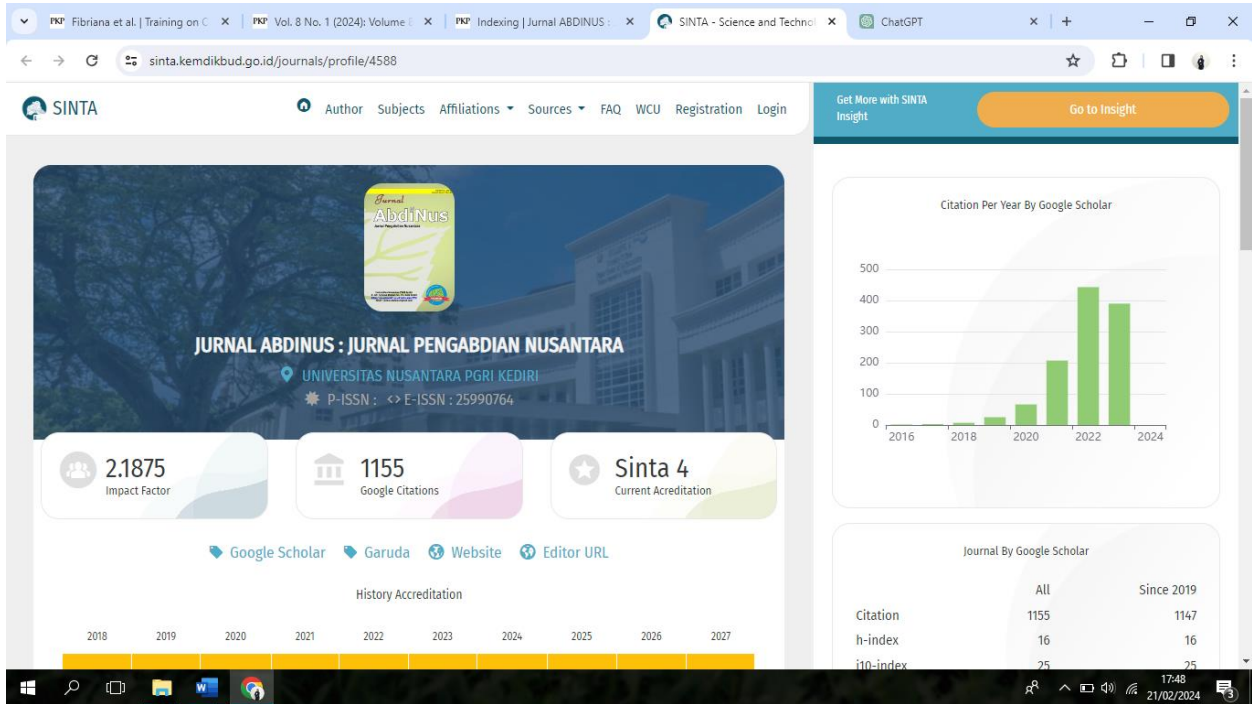 Fibriana et al. | Training on C
Vol. 8 No. 1 (2024): Volume 8
Indexing | Jurnal ABDINUS :
SINTA - Science and Technol
ChatGPT
sinta.kemdikbud.go.id/journals/profile/4588
SINTA
Author Subjects Affiliations Sources FAQ WCU Registration Login
Get More with SINTA
Insight
Go to Insight
Jurnal
AbdiNus
JURNAL ABDINUS : JURNAL PENGABDIAN NUSANTARA
UNIVERSITAS NUSANTARA PGRI KEDIRI
P-ISSN : <> E-ISSN : 25990764
2.1875
Impact Factor
1155
Google Citations
Sinta 4
Current Acreditation
Google Scholar Garuda Website Editor URL
History Accreditation
2018 2019 2020 2021 2022 2023 2024 2025 2026 2027
Citation Per Year By Google Scholar
500
400
300
200
100
0
2016 2018 2020 2022 2024
Journal By Google Scholar
All Since 2019
Citation 1155 1147
h-index 16 16
i10-index 25 25
17:48
21/02/2024
3